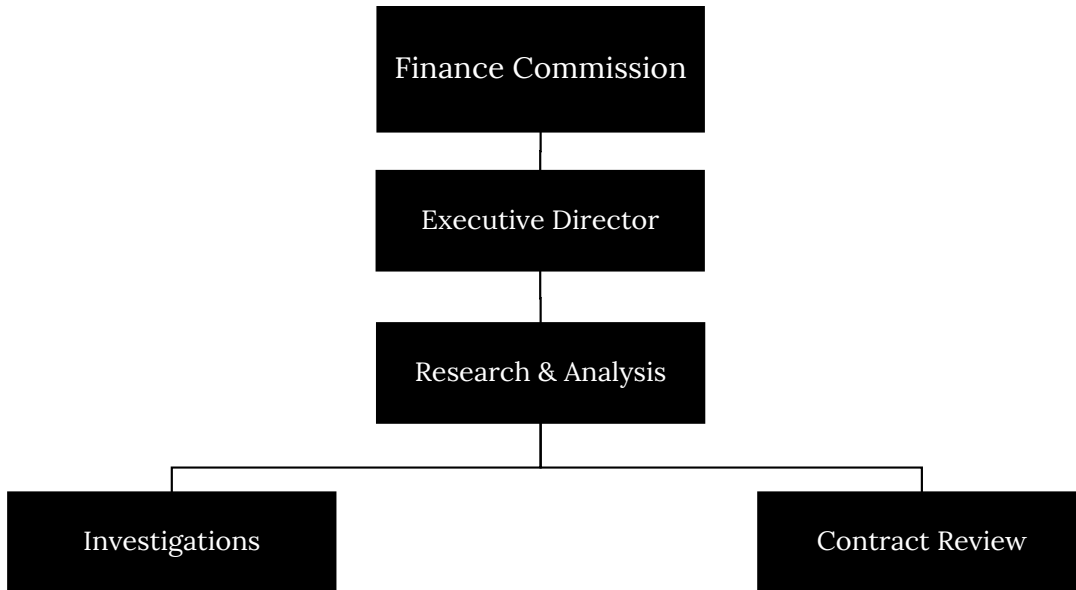 Finance Commission
Executive Director
Research & Analysis
Investigations
Contract Review